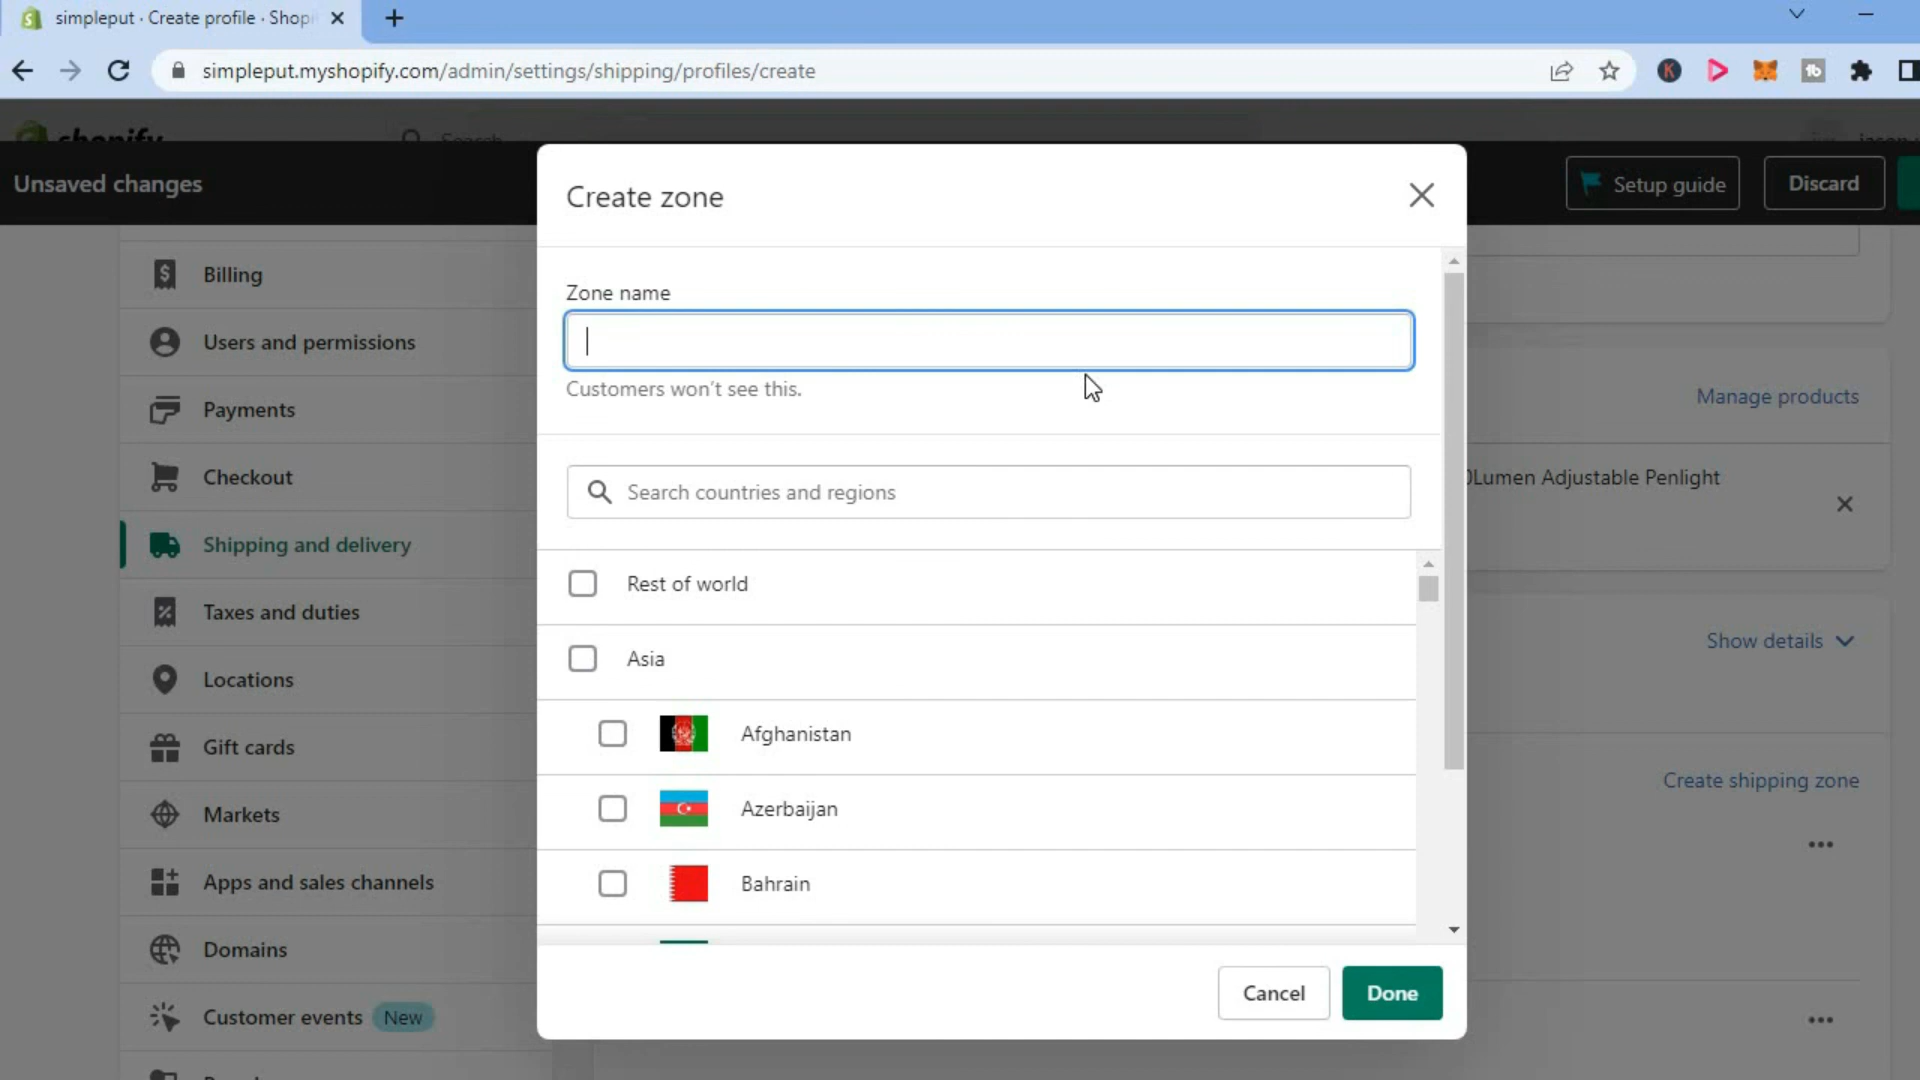 simpleput · Create profile · Shopi
simpleput.myshopify.com/admin/settings/shipping/profiles/create
shopify
Search
Unsaved changes
Setup guide
Discard
Create zone
Zone name
Customers won't see this.
Search countries and regions
Rest of world
Asia
Afghanistan
Azerbaijan
Bahrain
Cancel
Done
Billing
Users and permissions
Payments
Checkout
Shipping and delivery
Taxes and duties
Locations
Gift cards
Markets
Apps and sales channels
Domains
Customer events New
Manage products
Lumen Adjustable Penlight
Show details
Create shipping zone